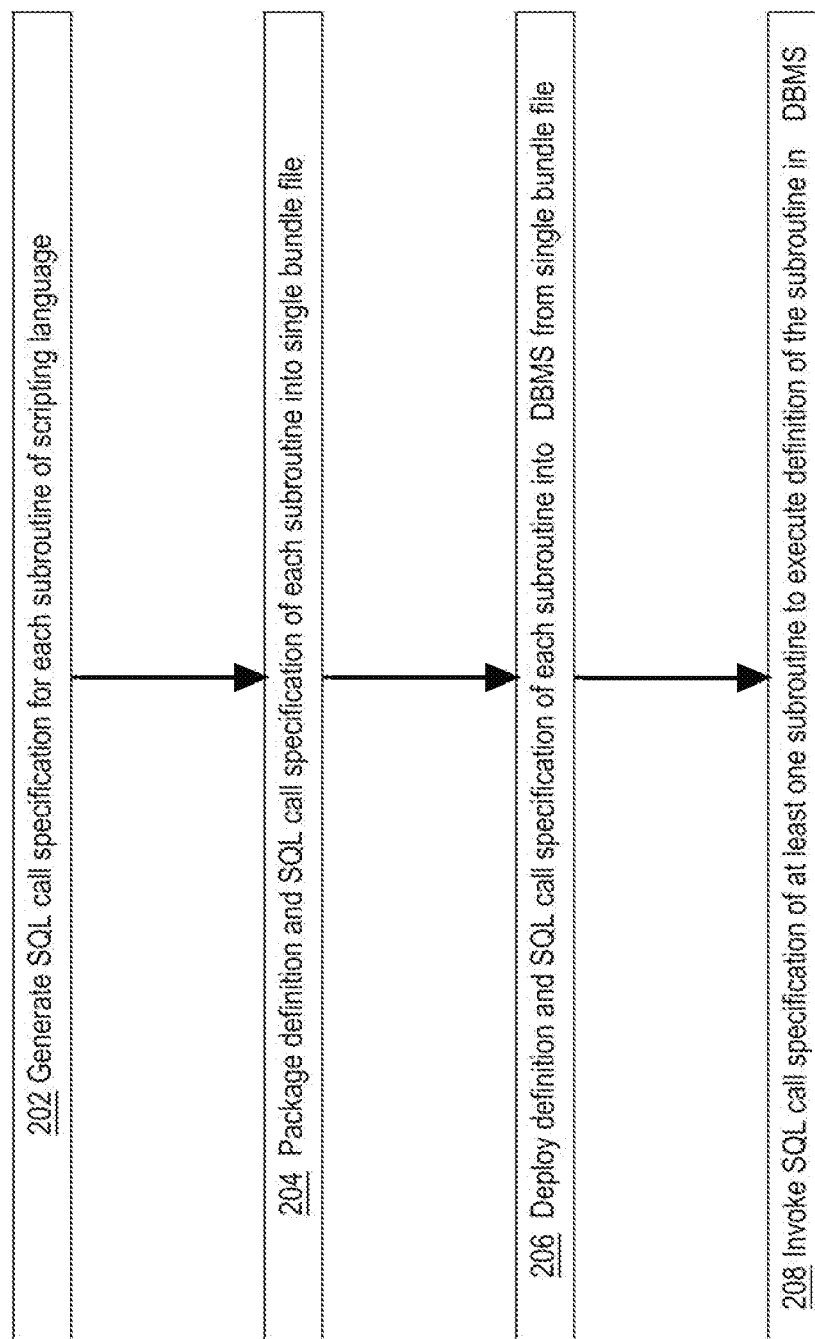 202 Generate SQL call specification for each subroutine of scripting language
204 Package definition and SQL call specification of each subroutine into single bundle file
206 Deploy definition and SQL call specification of each subroutine into DBMS from single bundle file
208 Invoke SQL call specification of at least one subroutine to execute definition of the subroutine in DBMS